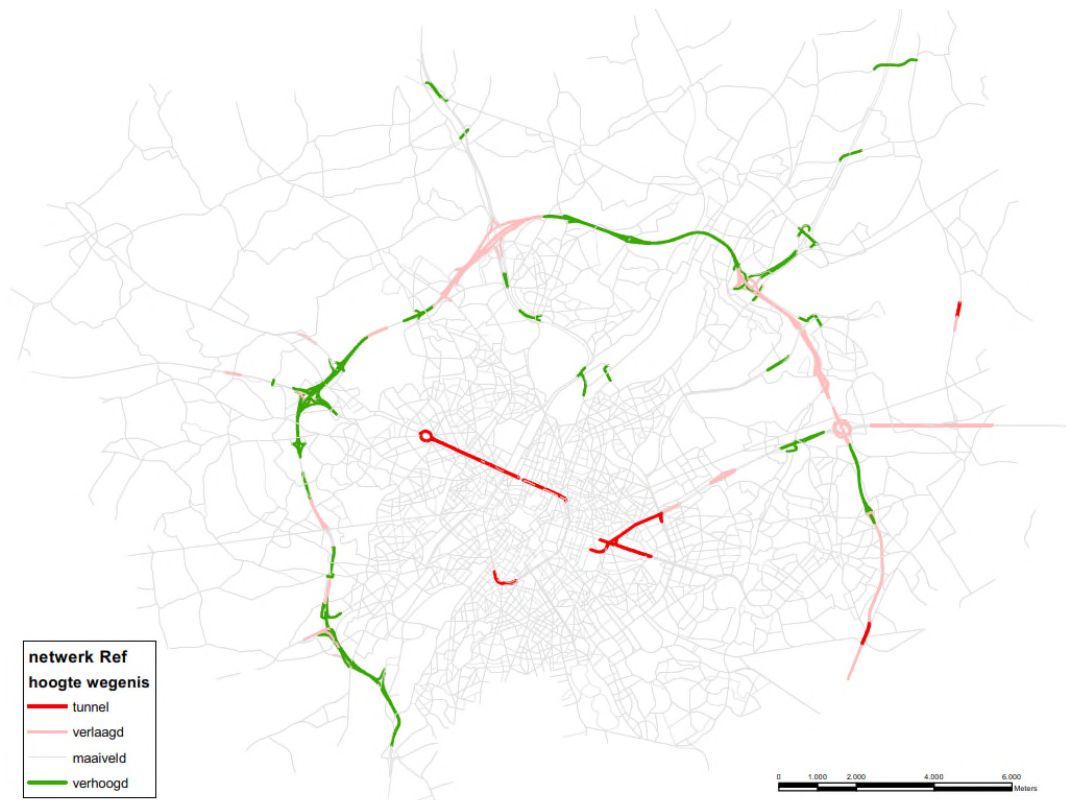 netwerk Ref
hoogte wegenis
tunnel
verlaagd
maaiveld
verhoogd
0 1.000 2.000 4.000 6.000
Meters